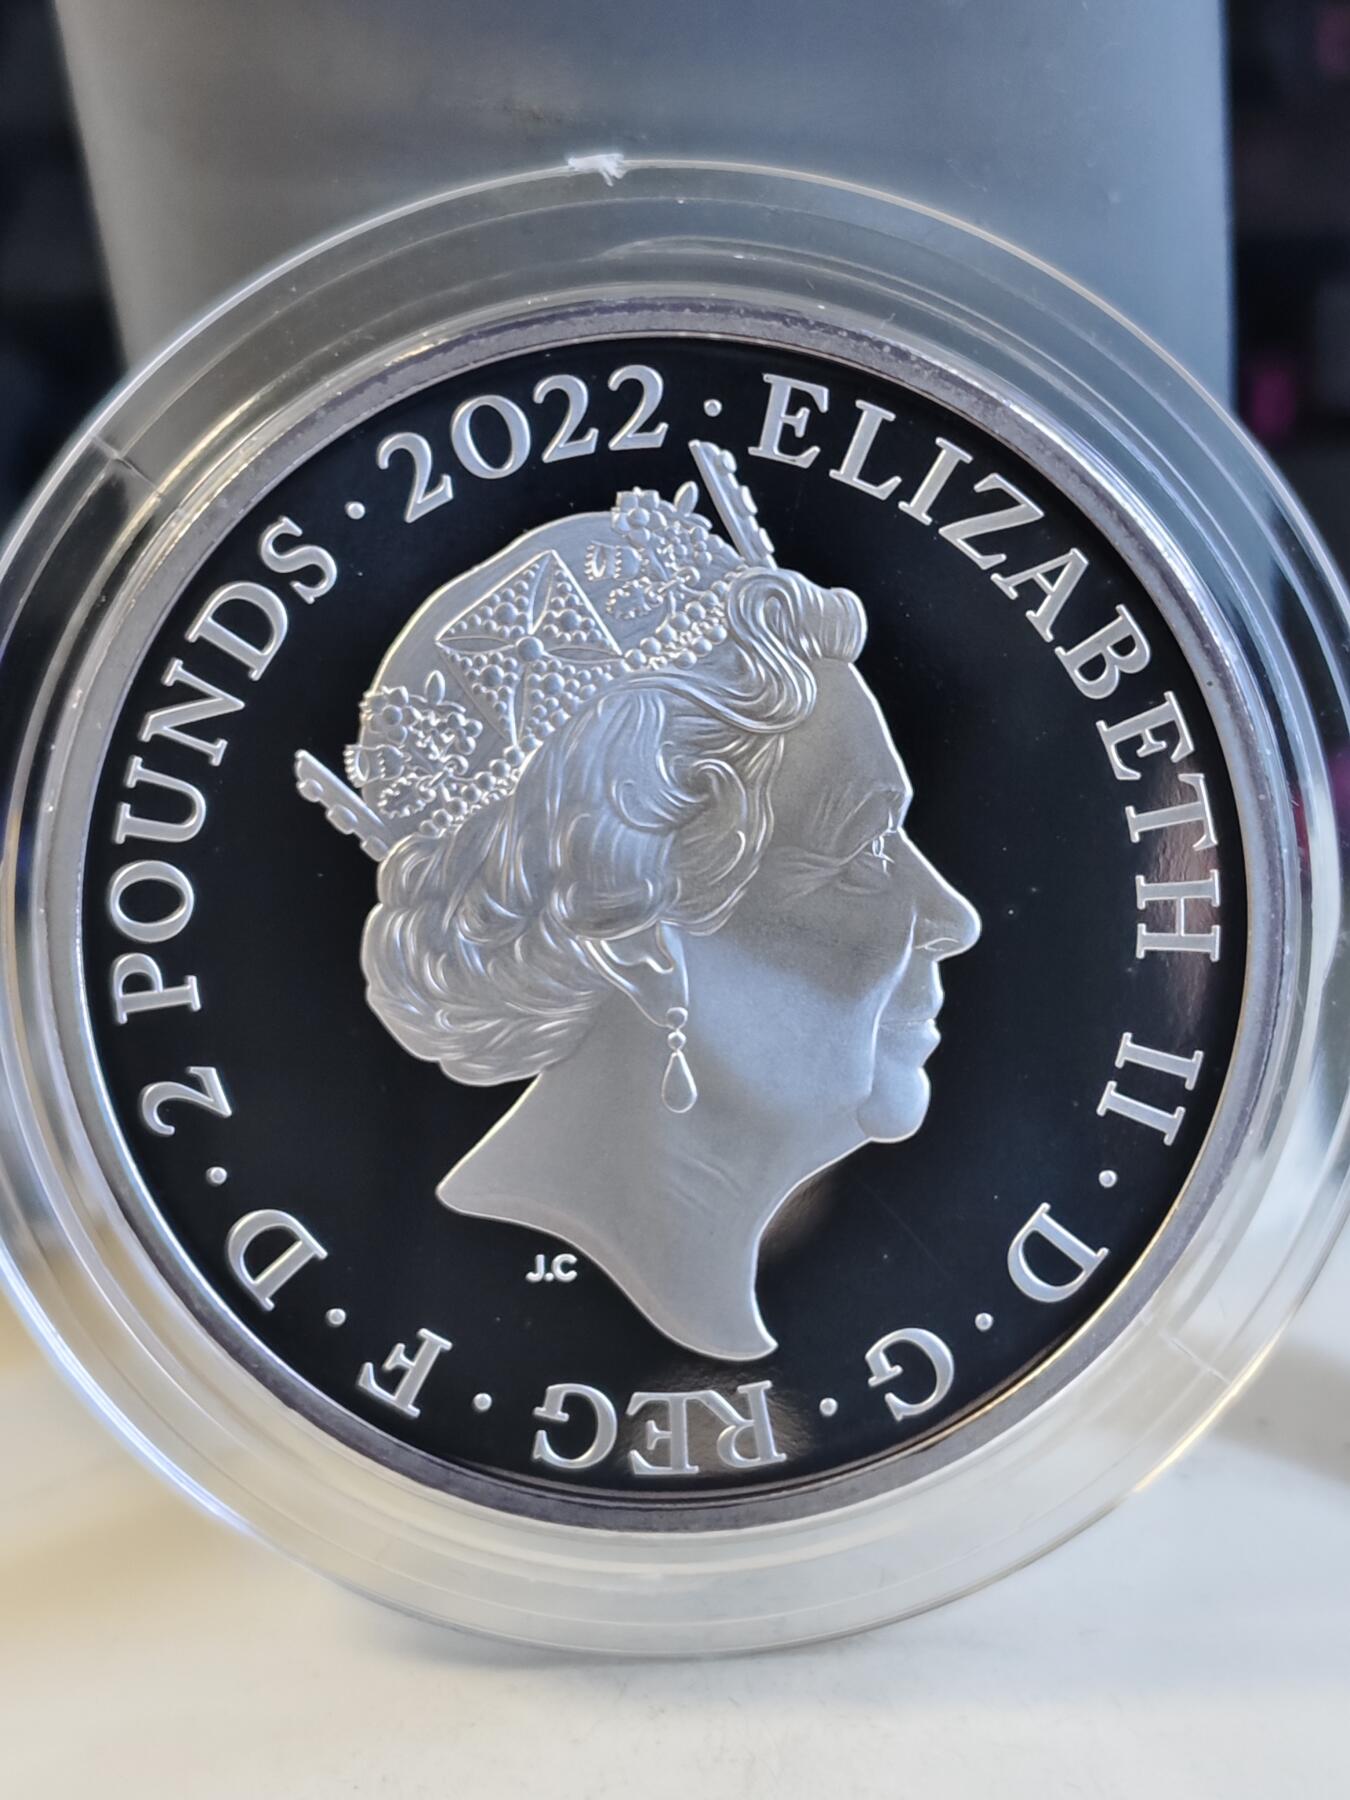 ELIZABETH II · D · G · REG · F · D · 2 POUNDS · 2022 ·
J.C